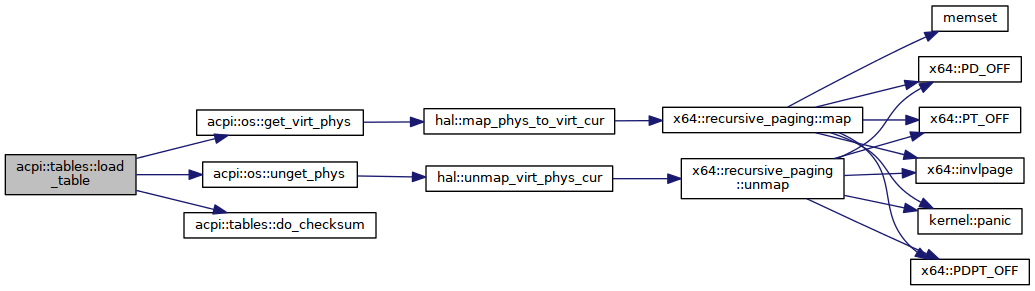 acpi::tables::load
_table
acpi::os::get_virt_phys
acpi::os::unget_phys
acpi::tables::do_checksum
hal::map_phys_to_virt_cur
hal::unmap_virt_phys_cur
x64::recursive_paging::map
x64::recursive_paging
::unmap
memset
x64::PD_OFF
x64::PT_OFF
x64::invlpage
kernel::panic
x64::PDPT_OFF